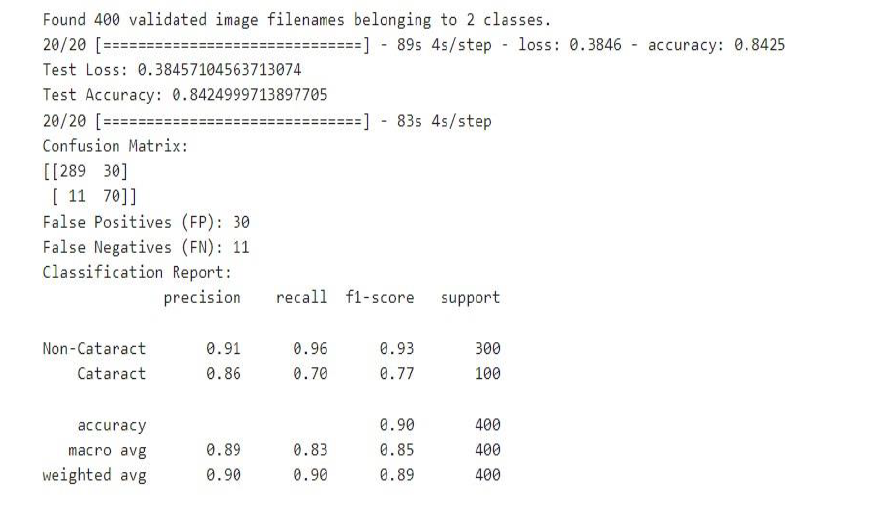 Found 400 validated image filenames belonging to 2 classes.
20/20 [==============================] - 89s 4s/step - loss: 0.3846 - accuracy: 0.8425
Test Loss: 0.38457104563713074
Test Accuracy: 0.8424999713897705
20/20 [==============================] - 83s 4s/step
Confusion Matrix:
[[289  30]
 [ 11  70]]
False Positives (FP): 30
False Negatives (FN): 11
Classification Report:
              precision    recall  f1-score   support
Non-Cataract       0.91      0.96      0.93       300
    Cataract       0.86      0.70      0.77       100
    accuracy                           0.90       400
   macro avg       0.89      0.83      0.85       400
weighted avg       0.90      0.90      0.89       400